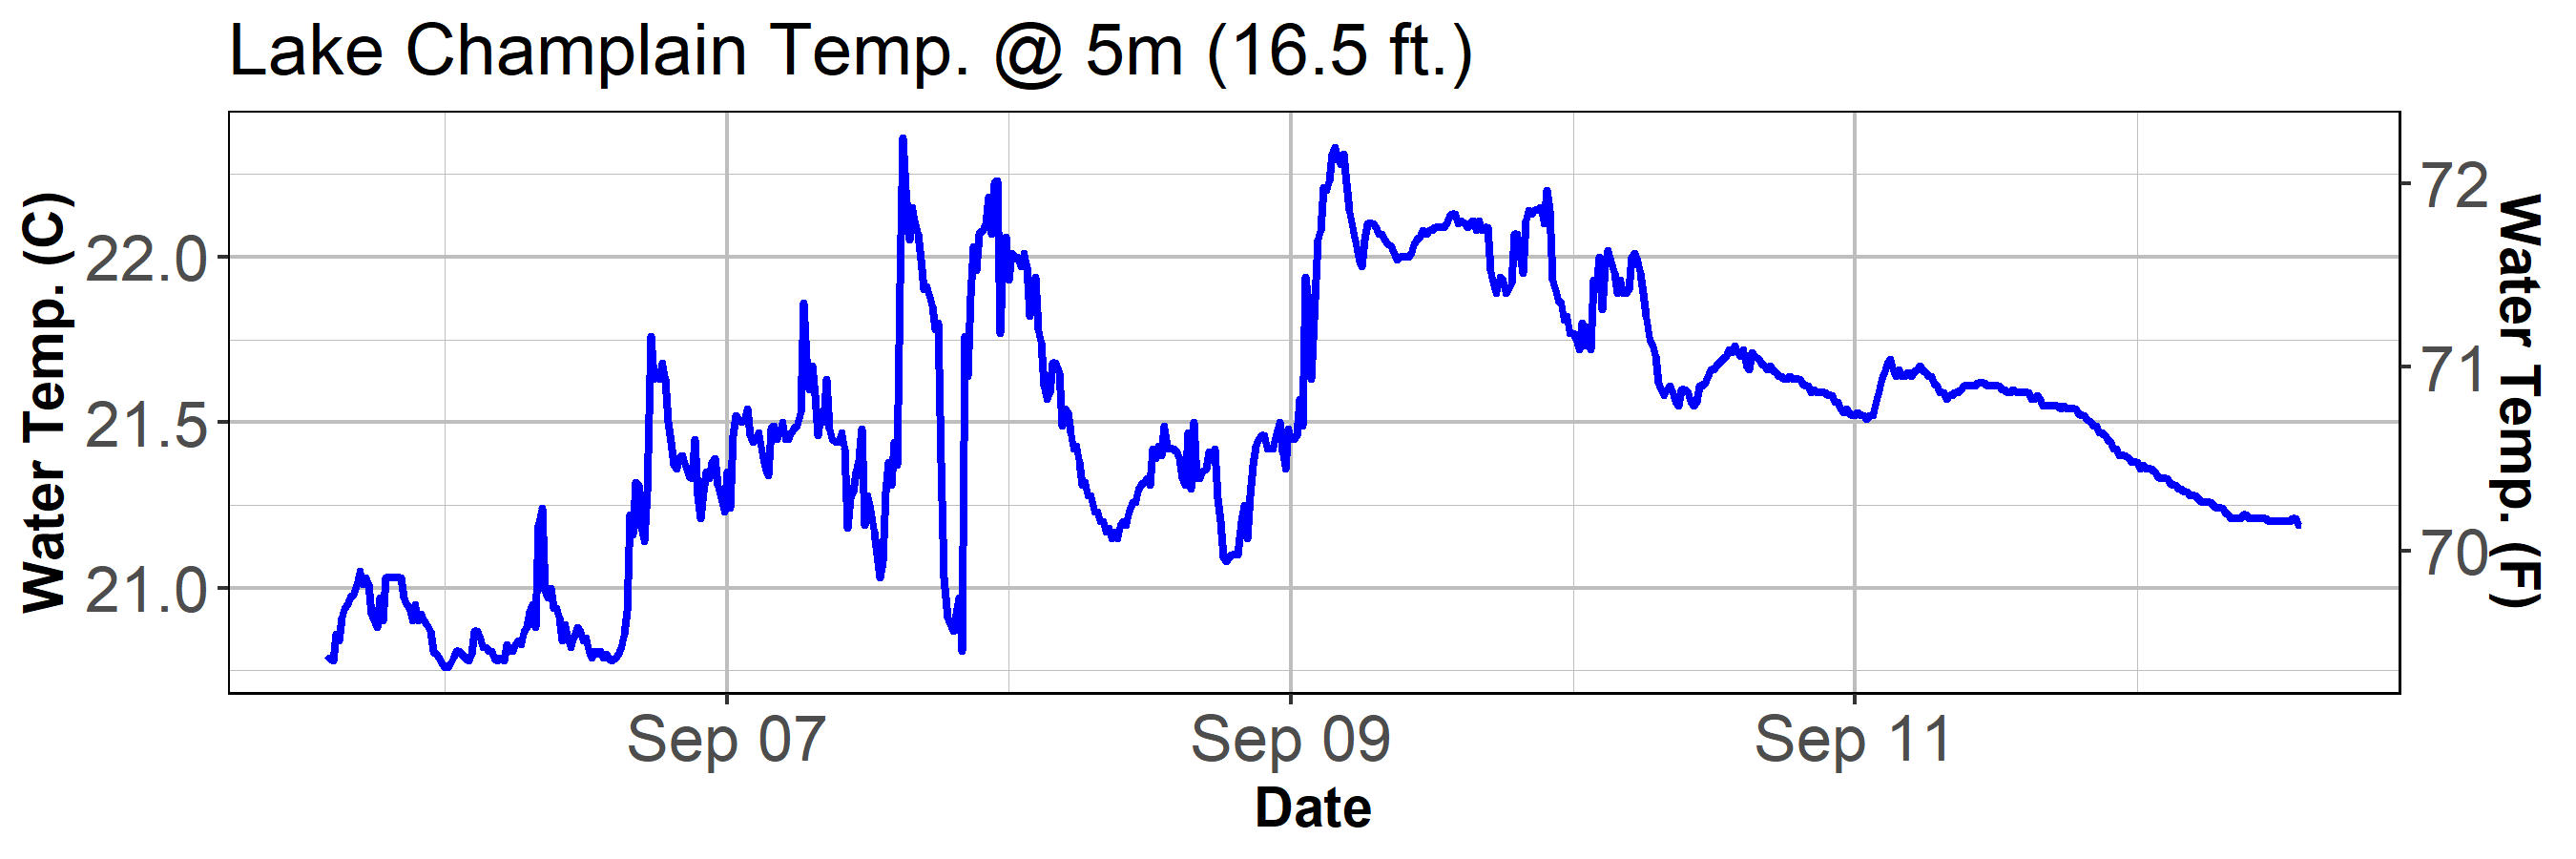 Lake Champlain Temp. @ 5m (16.5 ft.)
Water Temp. (C)
22.0
21.5
21.0
72
71
70
Water Temp. (F)
Sep 07
Sep 09
Sep 11
Date